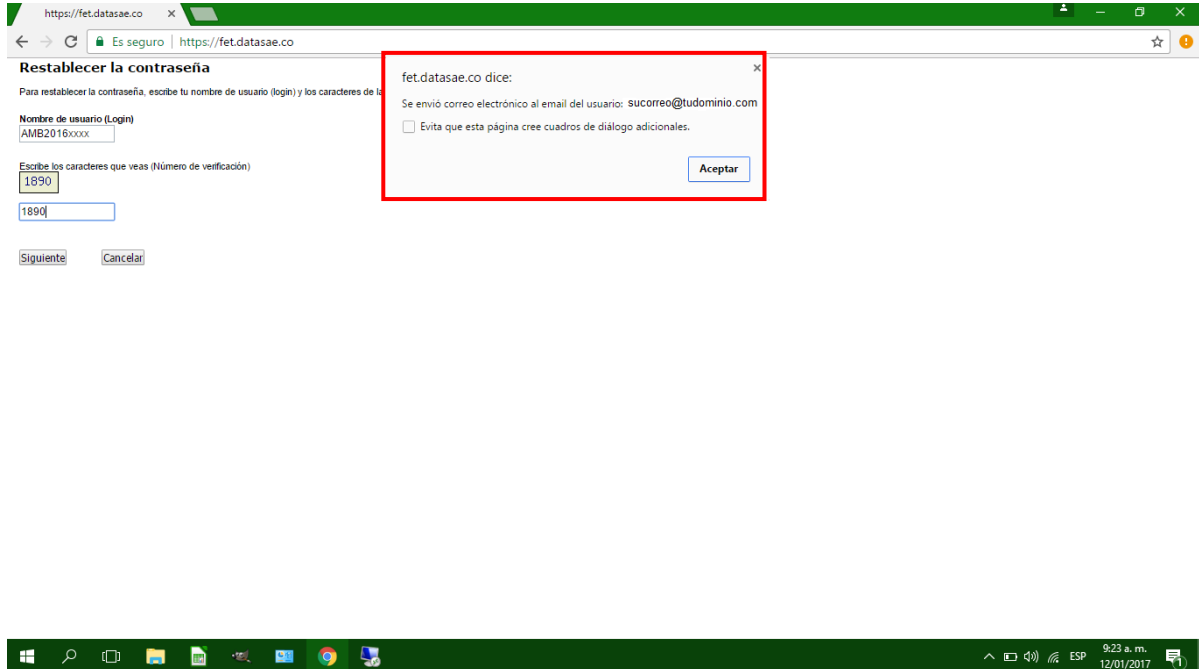 https://fet.datasae.co
Es seguro | https://fet.datasae.co
Restablecer la contraseña
Para restablecer la contraseña, escribe tu nombre de usuario (login) y los caracteres de la
Nombre de usuario (Login)
AMB2016xxxx
Escribe los caracteres que veas (Número de verificación)
1890
1890
Siguiente Cancelar
fet.datasae.co dice:
Se envió correo electrónico al email del usuario: sucorreo@tudominio.com
Evita que esta página cree cuadros de diálogo adicionales.
Aceptar
ESP
9:23 a. m.
12/01/2017
1